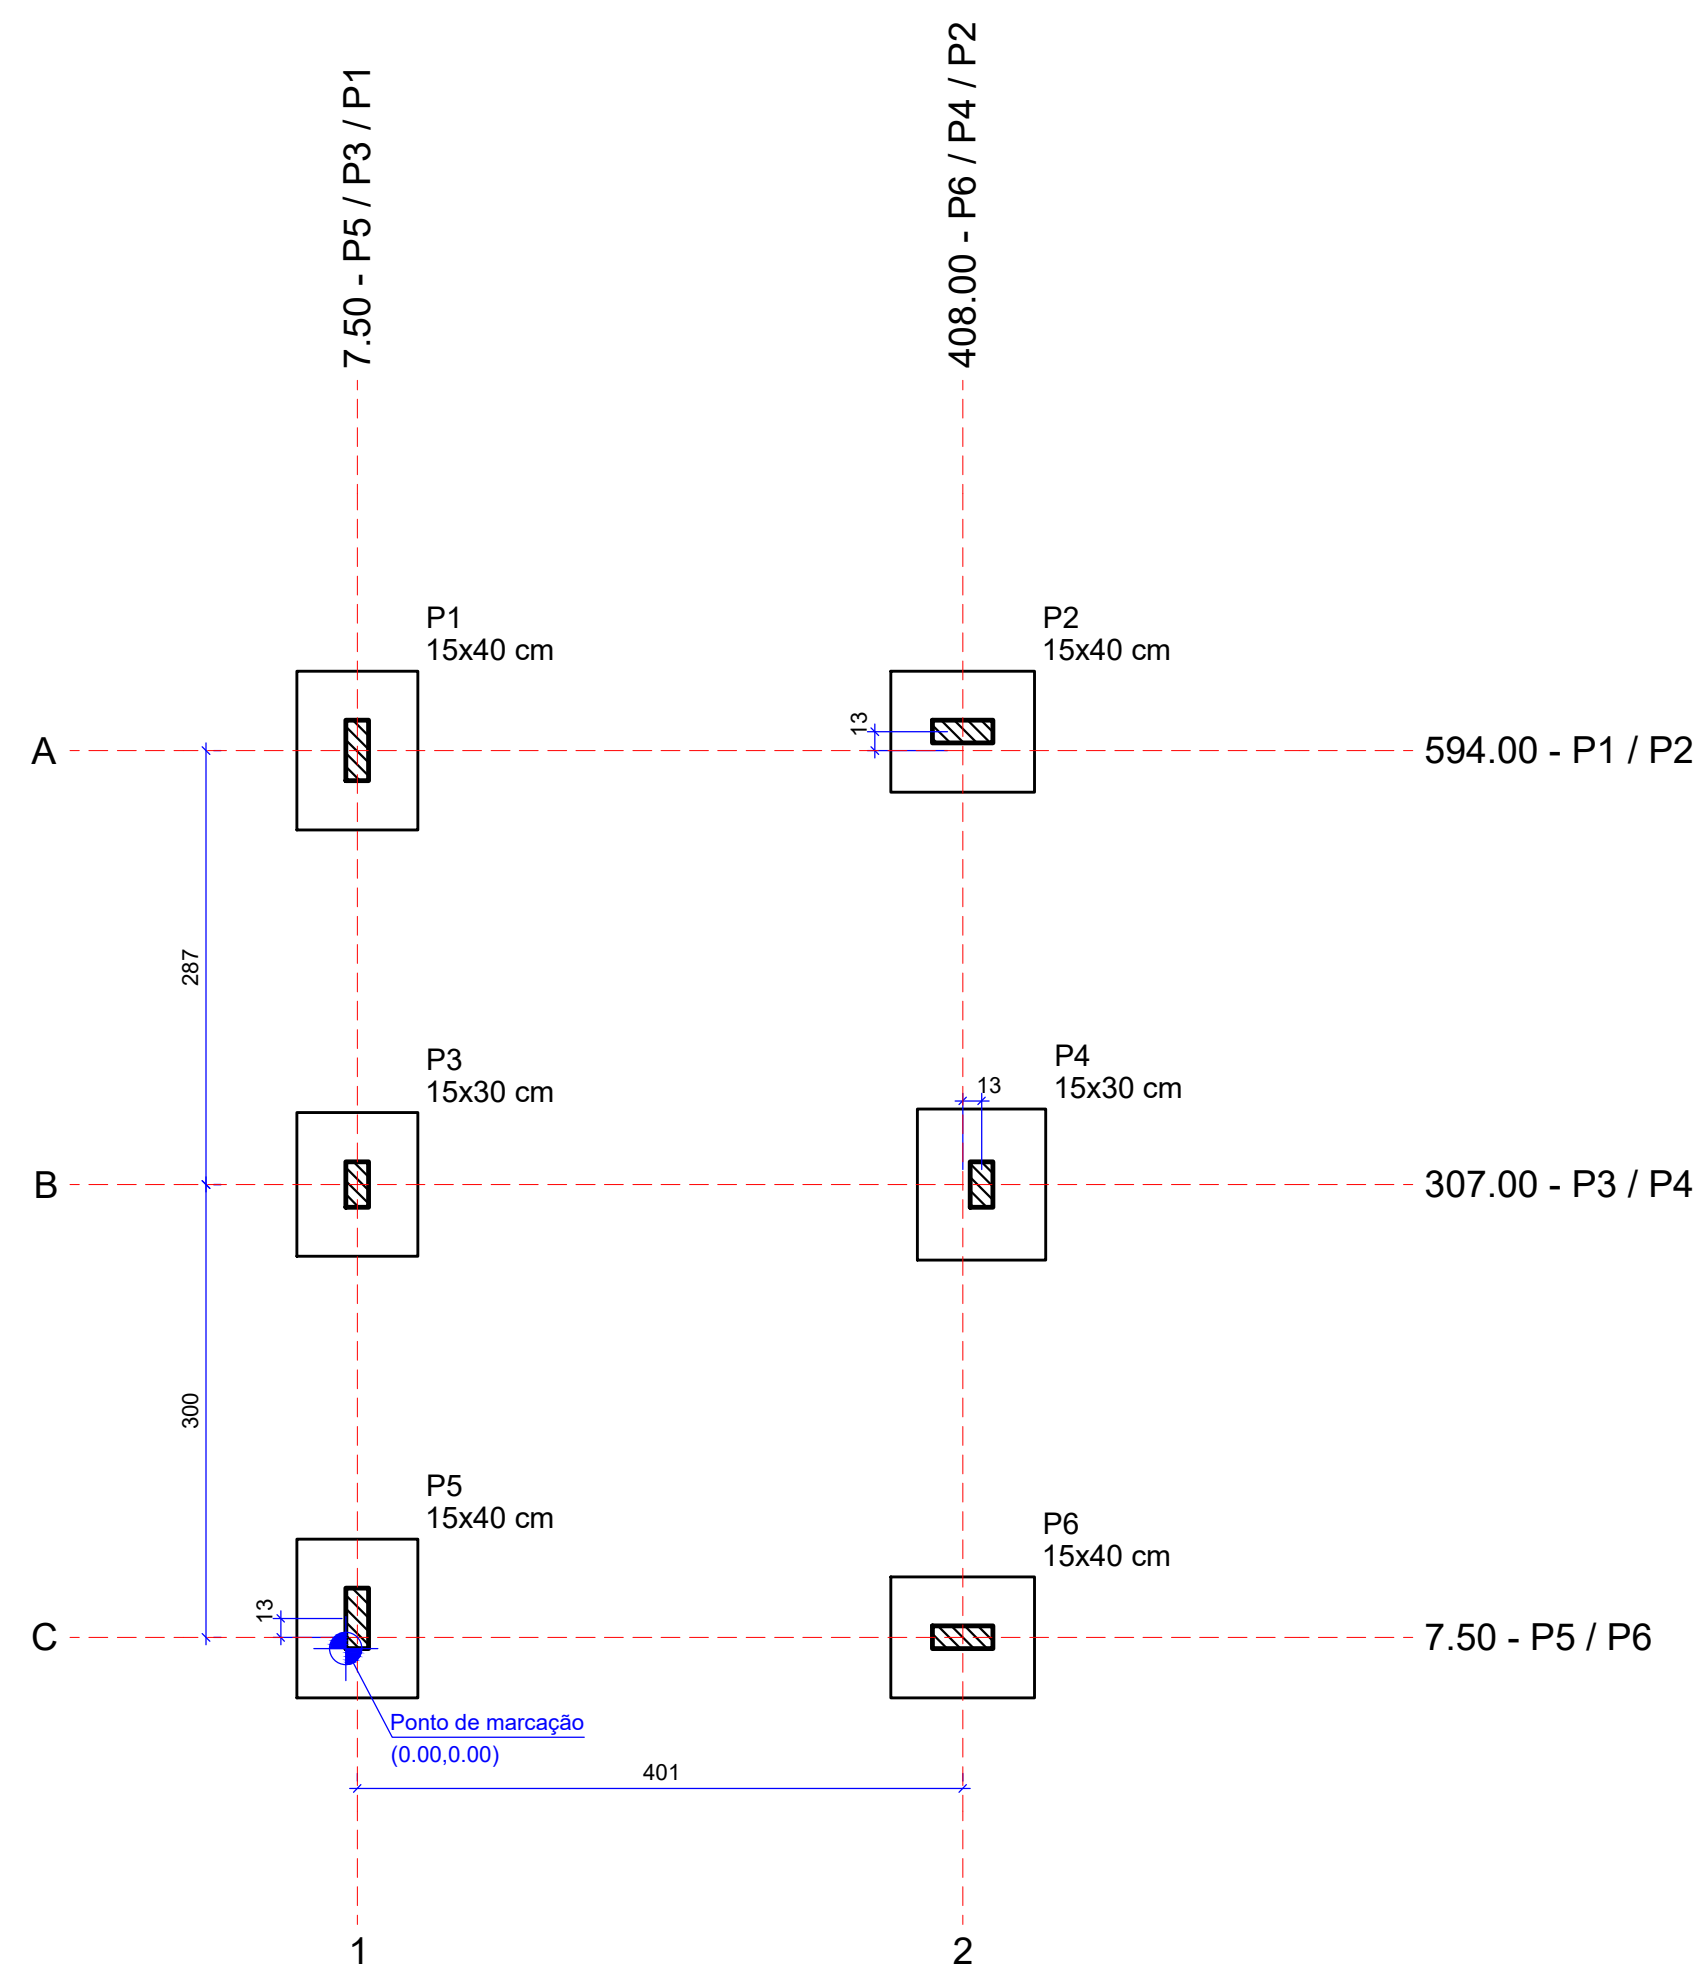 7.50 - P5 / P3 / P1
408.00 - P6 / P4 / P2
P1
15x40 cm
P2
15x40 cm
13
A
594.00 - P1 / P2
287
P3
15x30 cm
P4
15x30 cm
13
B
307.00 - P3 / P4
300
P5
15x40 cm
P6
15x40 cm
13
C
7.50 - P5 / P6
Ponto de marcação
(0.00,0.00)
401
1
2